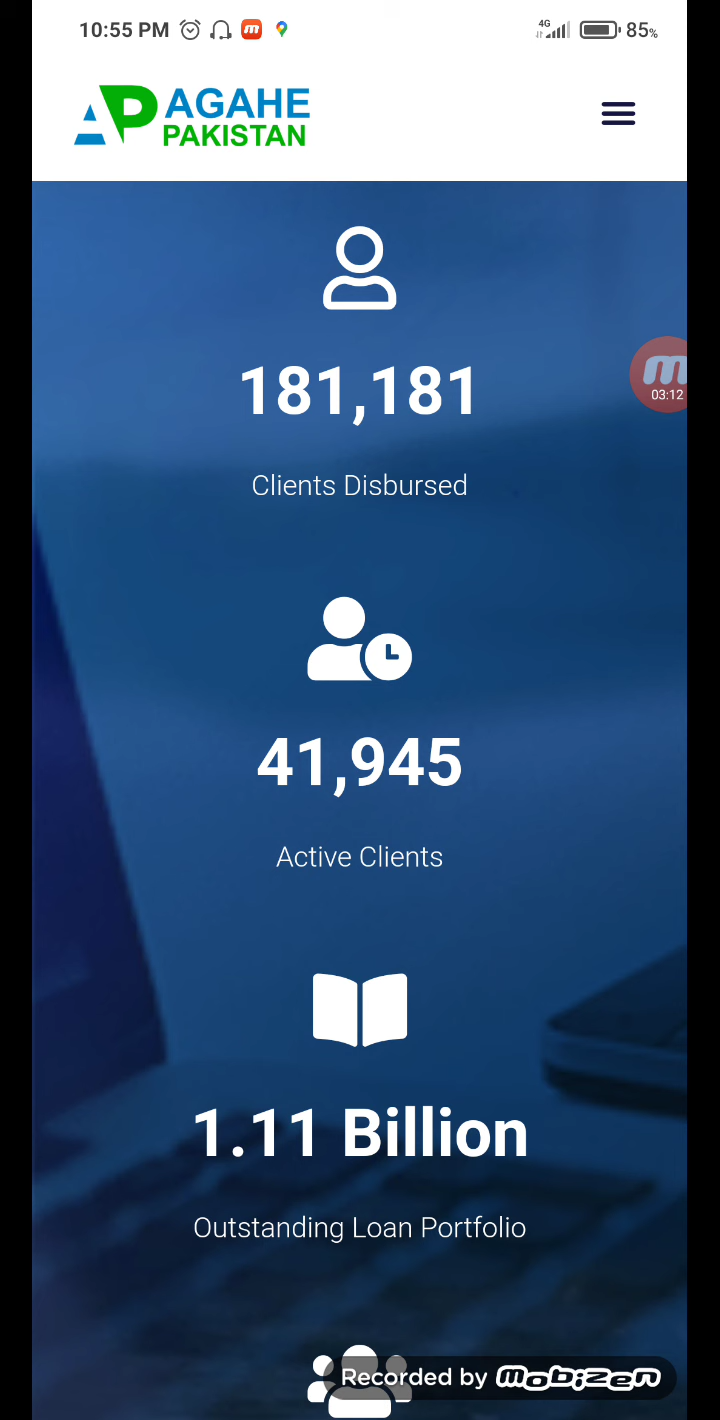 10:55 PM
4G
85%
AGAHE
PAKISTAN
181,181
03:12
Clients Disbursed
41,945
Active Clients
1.11 Billion
Outstanding Loan Portfolio
Recorded by mobizen